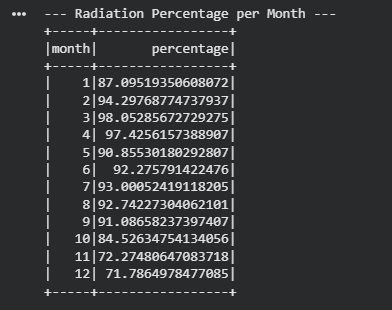 --- Radiation Percentage per Month ---
+-----+-----------------+
|month|       percentage|
+-----+-----------------+
|    1|87.09519350608072|
|    2|94.29768774737937|
|    3|98.05285672729275|
|    4| 97.4256157388907|
|    5|90.85530180292807|
|    6|  92.275791422476|
|    7|93.00052419118205|
|    8|92.74227304062101|
|    9|91.08658237397407|
|   10|84.52634754134056|
|   11|72.27480647083718|
|   12| 71.7864978477085|
+-----+-----------------+